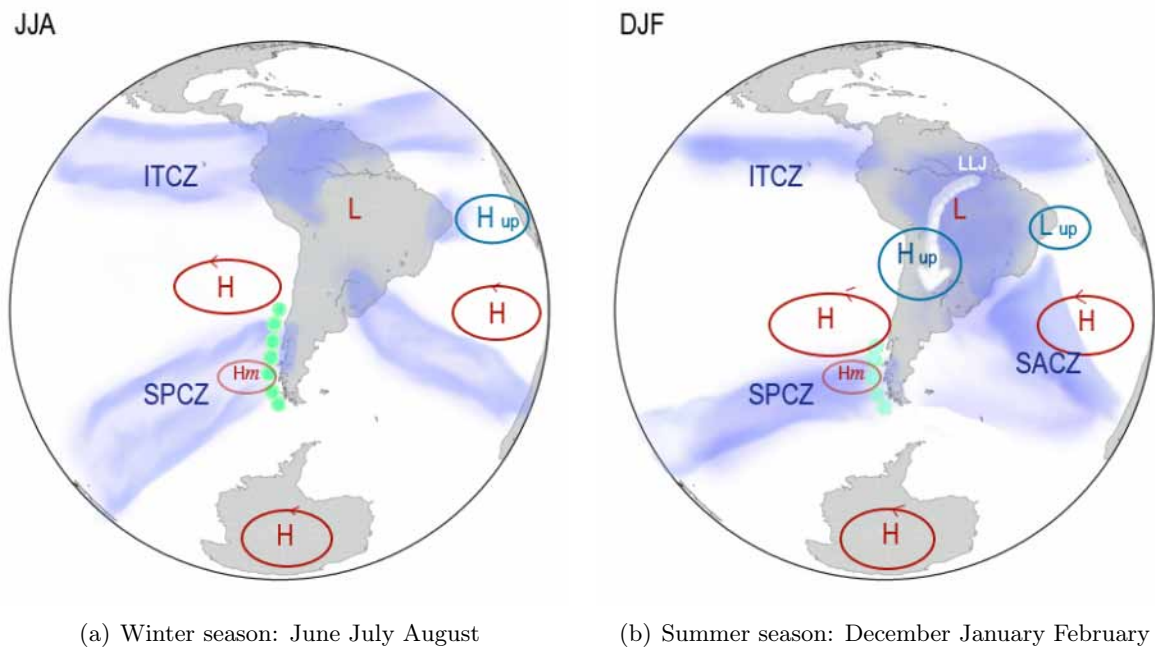 JJA
ITCZ
L
H up
H
H
Hm
SPCZ
H
(a) Winter season: June July August
DJF
LLJ
ITCZ
L
L up
H up
H
H
SACZ
Hm
SPCZ
H
(b) Summer season: December January February